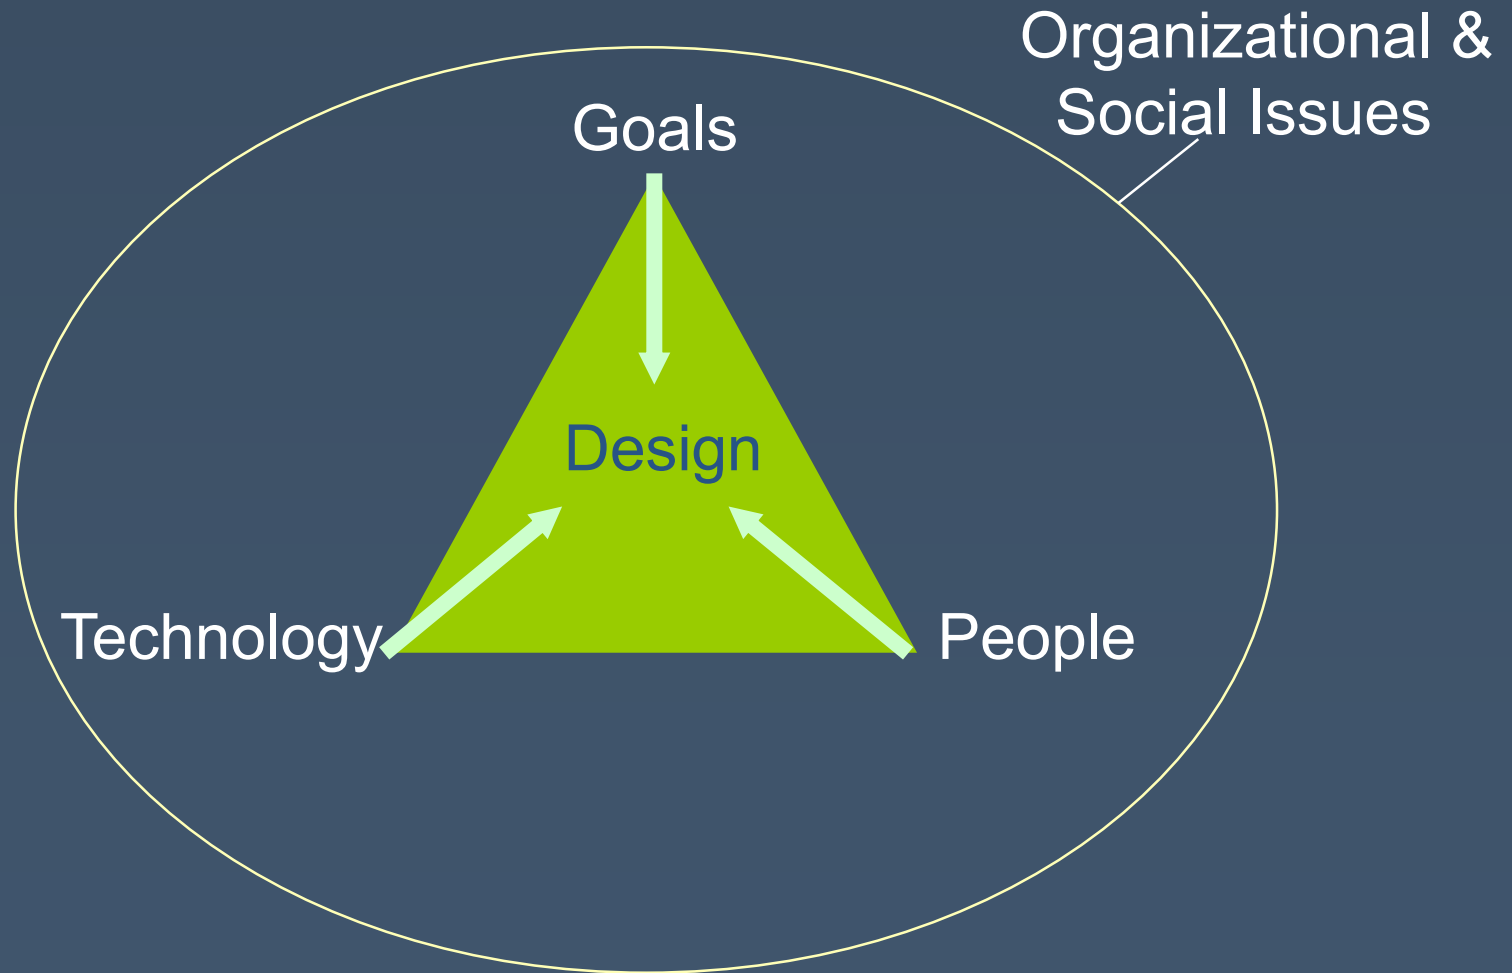 Organizational &
Social Issues
Goals
Design
Technology
People